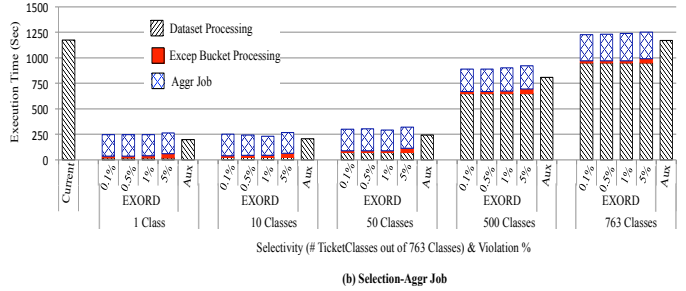 1500
1250
1000
750
500
250
0
Execution Time (Sec)
Dataset Processing
Excep Bucket Processing
Aggr Job
Current
0.1% 0.5% 1% 5% Aux
0.1% 0.5% 1% 5% Aux
0.1% 0.5% 1% 5% Aux
0.1% 0.5% 1% 5% Aux
0.1% 0.5% 1% 5% Aux
EXORD EXORD EXORD EXORD EXORD
1 Class 10 Classes 50 Classes 500 Classes 763 Classes
Selectivity (# TicketClasses out of 763 Classes) & Violation %
(b) Selection-Aggr Job